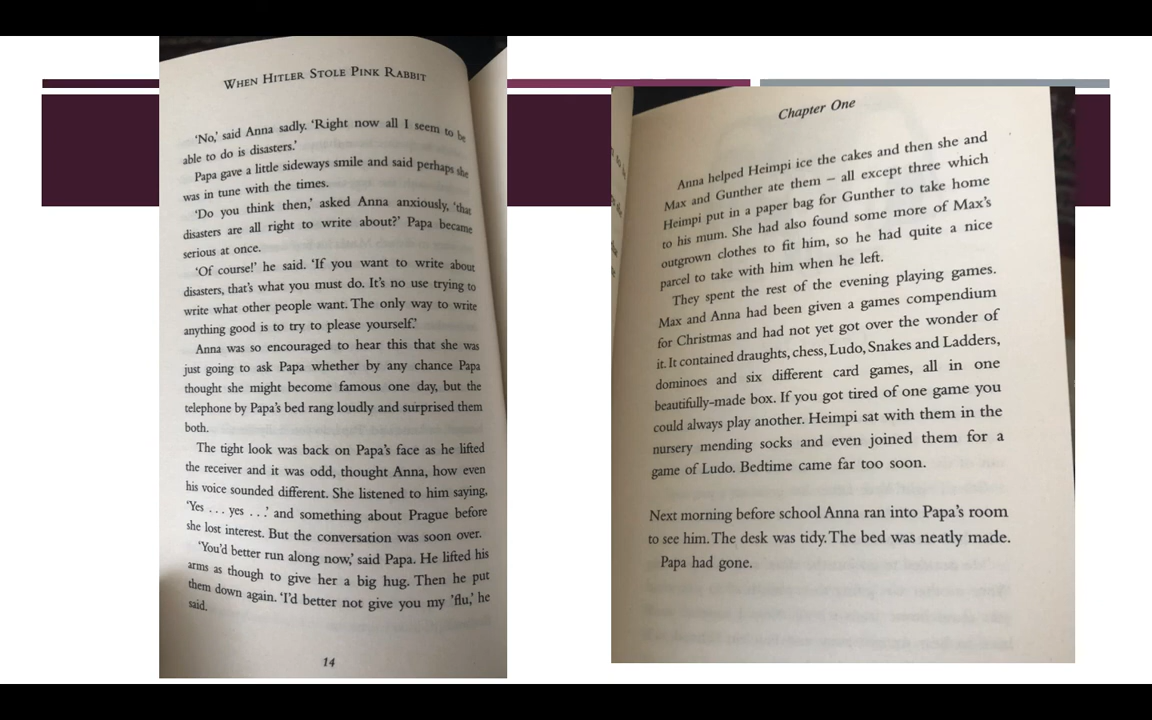 WHEN HITLER STOLE PINK RABBIT
'No,' said Anna sadly. 'Right now all I seem to be
able to do is disasters.'
Papa gave a little sideways smile and said perhaps she
was in tune with the times.
'Do you think then,' asked Anna anxiously, 'that
disasters are all right to write about?' Papa became
serious at once.
'Of course!' he said. 'If you want to write about
disasters, that's what you must do. It's no use trying to
write what other people want. The only way to write
anything good is to try to please yourself.'
Anna was so encouraged to hear this that she was
just going to ask Papa whether by any chance Papa
thought she might become famous one day, but the
telephone by Papa's bed rang loudly and surprised them
both.
The tight look was back on Papa's face as he lifted
the receiver and it was odd, thought Anna, how even
his voice sounded different. She listened to him saying,
'Yes . . . yes . . .' and something about Prague before
she lost interest. But the conversation was soon over.
'You'd better run along now,' said Papa. He lifted his
arms as though to give her a big hug. Then he put
them down again. 'I'd better not give you my 'flu,' he
said.
14
Chapter One
Anna helped Heimpi ice the cakes and then she and
Max and Gunther ate them – all except three which
Heimpi put in a paper bag for Gunther to take home
to his mum. She had also found some more of Max's
outgrown clothes to fit him, so he had quite a nice
parcel to take with him when he left.
They spent the rest of the evening playing games.
Max and Anna had been given a games compendium
for Christmas and had not yet got over the wonder of
it. It contained draughts, chess, Ludo, Snakes and Ladders,
dominoes and six different card games, all in one
beautifully-made box. If you got tired of one game you
could always play another. Heimpi sat with them in the
nursery mending socks and even joined them for a
game of Ludo. Bedtime came far too soon.
Next morning before school Anna ran into Papa's room
to see him. The desk was tidy. The bed was neatly made.
Papa had gone.